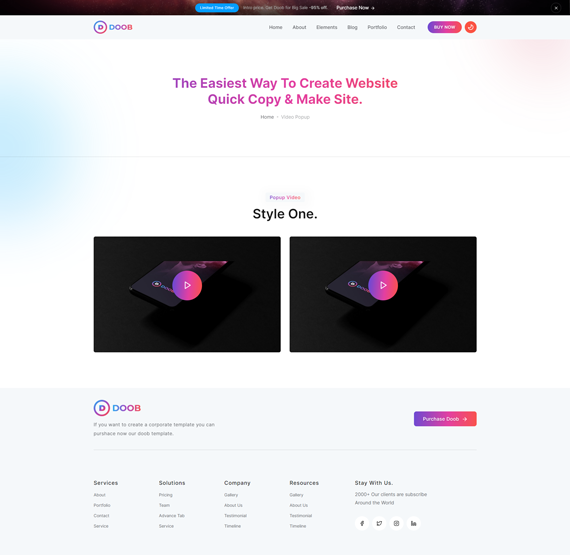 Limited Time Offer
Intro price. Get Doob for Big Sale -95% off.
Purchase Now
DOOB
Home
About
Elements
Blog
Portfolio
Contact
BUY NOW
The Easiest Way To Create Website
Quick Copy & Make Site.
Home
Video Popup
Popup Video
Style One.
DOOB
If you want to create a corporate template you can
purshace now our doob template.
Purchase Doob
Services
About
Portfolio
Contact
Service
Solutions
Pricing
Team
Advance Tab
Service
Company
Gallery
About Us
Testimonial
Timeline
Resources
Gallery
About Us
Testimonial
Timeline
Stay With Us.
2000+ Our clients are subscribe
Around the World